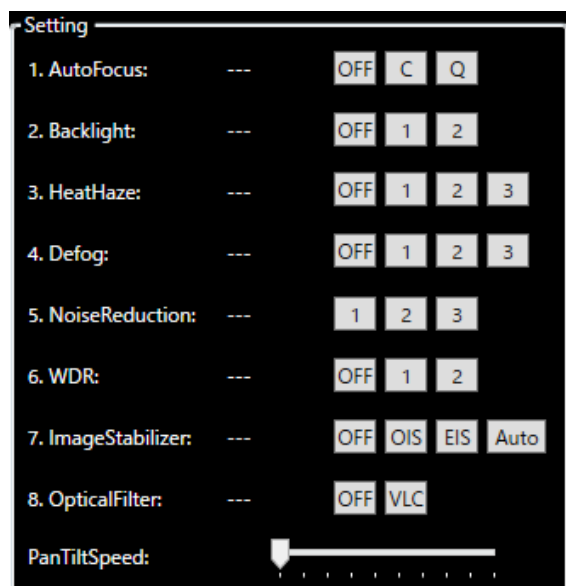 Setting
1. AutoFocus: --- OFF C Q
2. Backlight: --- OFF 1 2
3. HeatHaze: --- OFF 1 2 3
4. Defog: --- OFF 1 2 3
5. NoiseReduction: --- 1 2 3
6. WDR: --- OFF 1 2
7. ImageStabilizer: --- OFF OIS EIS Auto
8. OpticalFilter: --- OFF VLC
PanTiltSpeed: